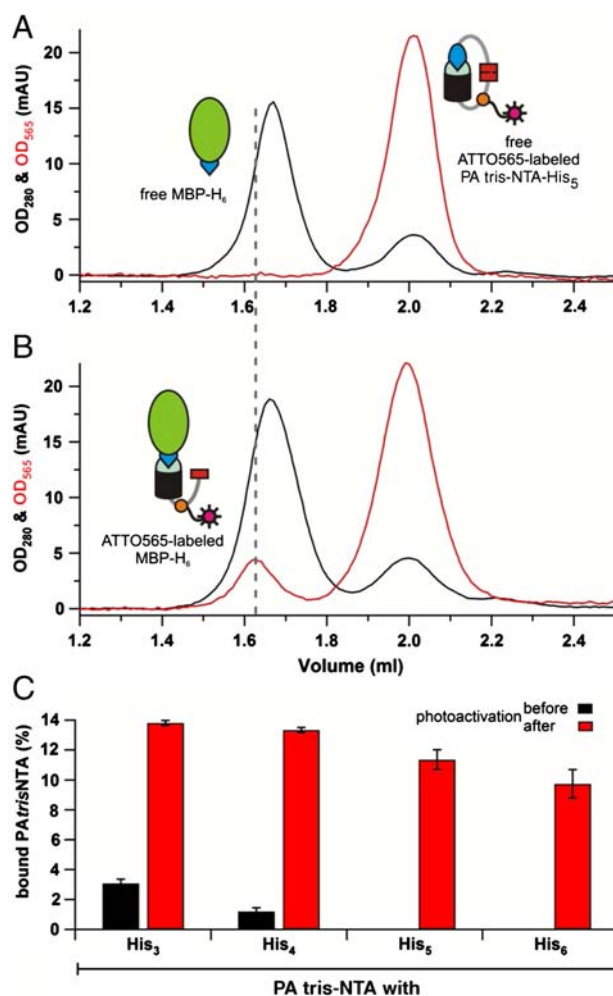 A
OD280 & OD565 (mAU)
20
15
10
5
0
free MBP-H6
free
ATTO565-labeled
PA tris-NTA-His5
1.2 1.4 1.6 1.8 2.0 2.2 2.4
B
OD280 & OD565 (mAU)
20
15
10
5
0
ATTO565-labeled
MBP-H6
1.2 1.4 1.6 1.8 2.0 2.2 2.4
Volume (ml)
C
bound PAtrisNTA (%)
14
12
10
8
6
4
2
0
photoactivation before
after
His3 His4 His5 His6
PA tris-NTA with